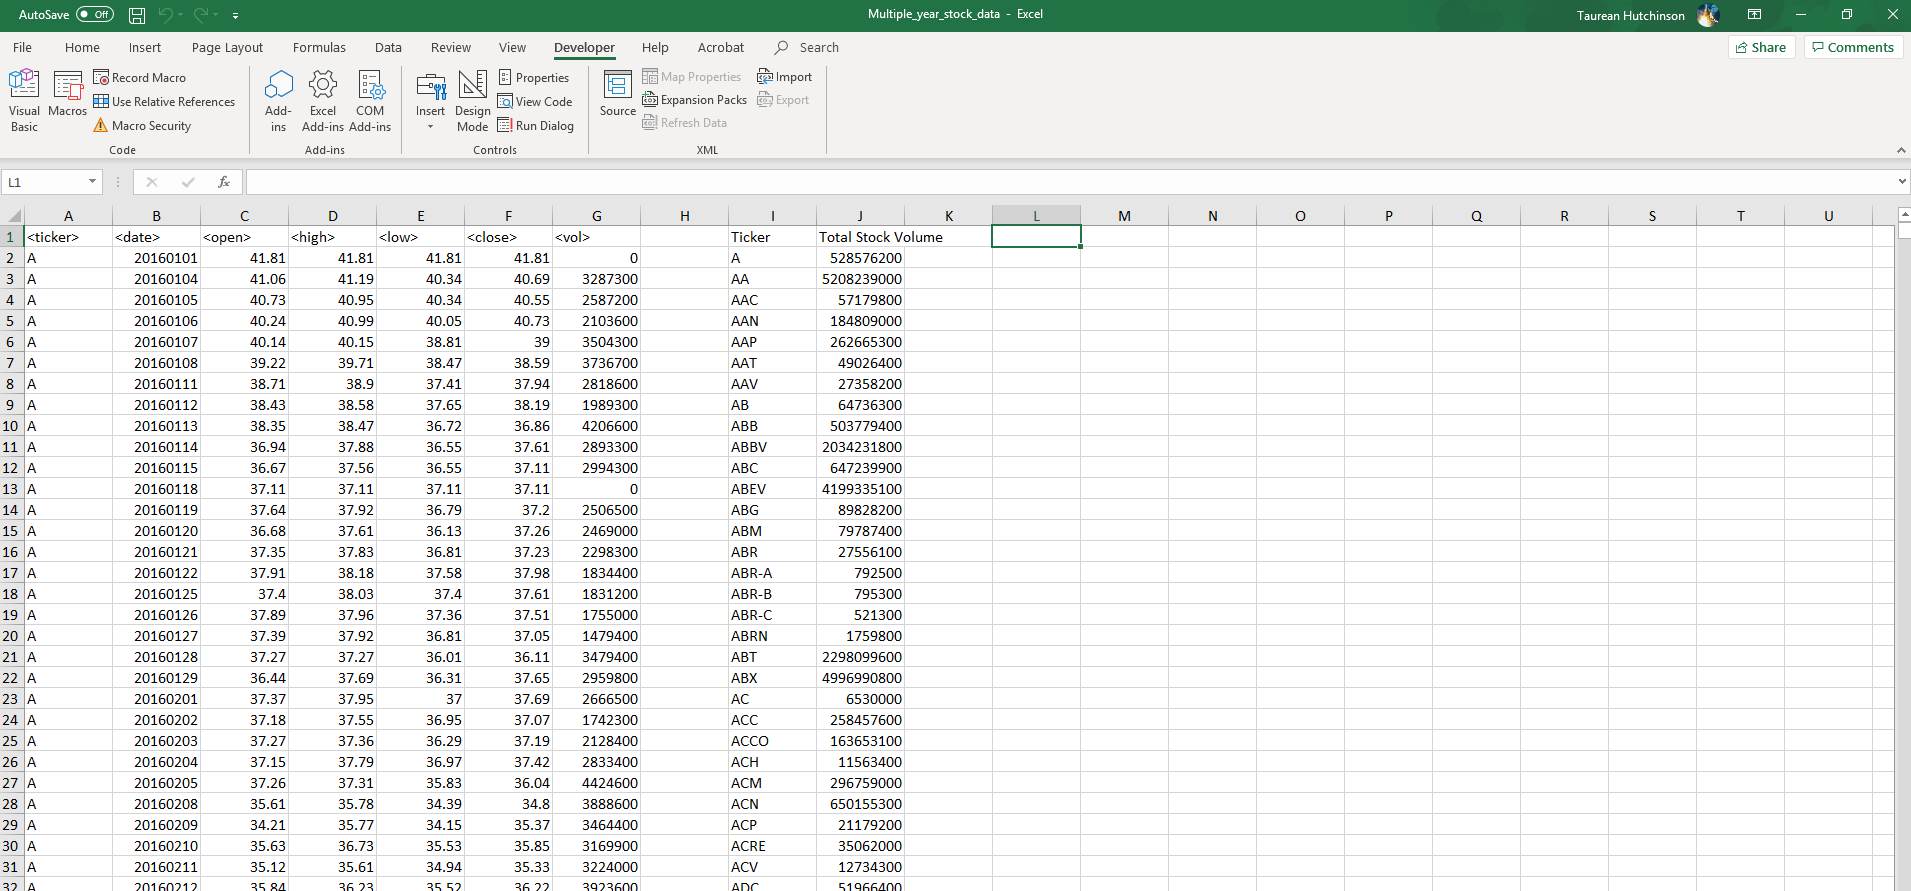 AutoSave Off Multiple_year_stock_data - Excel Taurean Hutchinson
File Home Insert Page Layout Formulas Data Review View Developer Help Acrobat Search Share Comments
Visual Basic
Macros
Record Macro
Use Relative References
Macro Security
Code
Add-ins
Excel Add-ins
COM Add-ins
Add-ins
Insert
Design Mode
Properties
View Code
Run Dialog
Controls
Source
Map Properties
Expansion Packs
Refresh Data
Import
Export
XML
L1 fx
A B C D E F G H I J K L M N O P Q R S T U
1 <ticker> <date> <open> <high> <low> <close> <vol> Ticker Total Stock Volume
2 A 20160101 41.81 41.81 41.81 41.81 0 A 528576200
3 A 20160104 41.06 41.19 40.34 40.69 3287300 AA 5208239000
4 A 20160105 40.73 40.95 40.34 40.55 2587200 AAC 57179800
5 A 20160106 40.24 40.99 40.05 40.73 2103600 AAN 184809000
6 A 20160107 40.14 40.15 38.81 39 3504300 AAP 262665300
7 A 20160108 39.22 39.71 38.47 38.59 3736700 AAT 49026400
8 A 20160111 38.71 38.9 37.41 37.94 2818600 AAV 27358200
9 A 20160112 38.43 38.58 37.65 38.19 1989300 AB 64736300
10 A 20160113 38.35 38.47 36.72 36.86 4206600 ABB 503779400
11 A 20160114 36.94 37.88 36.55 37.61 2893300 ABBV 2034231800
12 A 20160115 36.67 37.56 36.55 37.11 2994300 ABC 647239900
13 A 20160118 37.11 37.11 37.11 37.11 0 ABEV 4199335100
14 A 20160119 37.64 37.92 36.79 37.2 2506500 ABG 89828200
15 A 20160120 36.68 37.61 36.13 37.26 2469000 ABM 79787400
16 A 20160121 37.35 37.83 36.81 37.23 2298300 ABR 27556100
17 A 20160122 37.91 38.18 37.58 37.98 1834400 ABR-A 792500
18 A 20160125 37.4 38.03 37.4 37.61 1831200 ABR-B 795300
19 A 20160126 37.89 37.96 37.36 37.51 1755000 ABR-C 521300
20 A 20160127 37.39 37.92 36.81 37.05 1479400 ABRN 1759800
21 A 20160128 37.27 37.27 36.01 36.11 3479400 ABT 2298099600
22 A 20160129 36.44 37.69 36.31 37.65 2959800 ABX 4996990800
23 A 20160201 37.37 37.95 37 37.69 2666500 AC 6530000
24 A 20160202 37.18 37.55 36.95 37.07 1742300 ACC 258457600
25 A 20160203 37.27 37.36 36.29 37.19 2128400 ACCO 163653100
26 A 20160204 37.15 37.79 36.97 37.42 2833400 ACH 11563400
27 A 20160205 37.26 37.31 35.83 36.04 4424600 ACM 296759000
28 A 20160208 35.61 35.78 34.39 34.8 3888600 ACN 650155300
29 A 20160209 34.21 35.77 34.15 35.37 3464400 ACP 21179200
30 A 20160210 35.63 36.73 35.53 35.85 3169900 ACRE 35062000
31 A 20160211 35.12 35.61 34.94 35.33 3224000 ACV 12734300
32 A 20160212 35.84 36.23 35.52 36.22 3923600 ADC 51966400